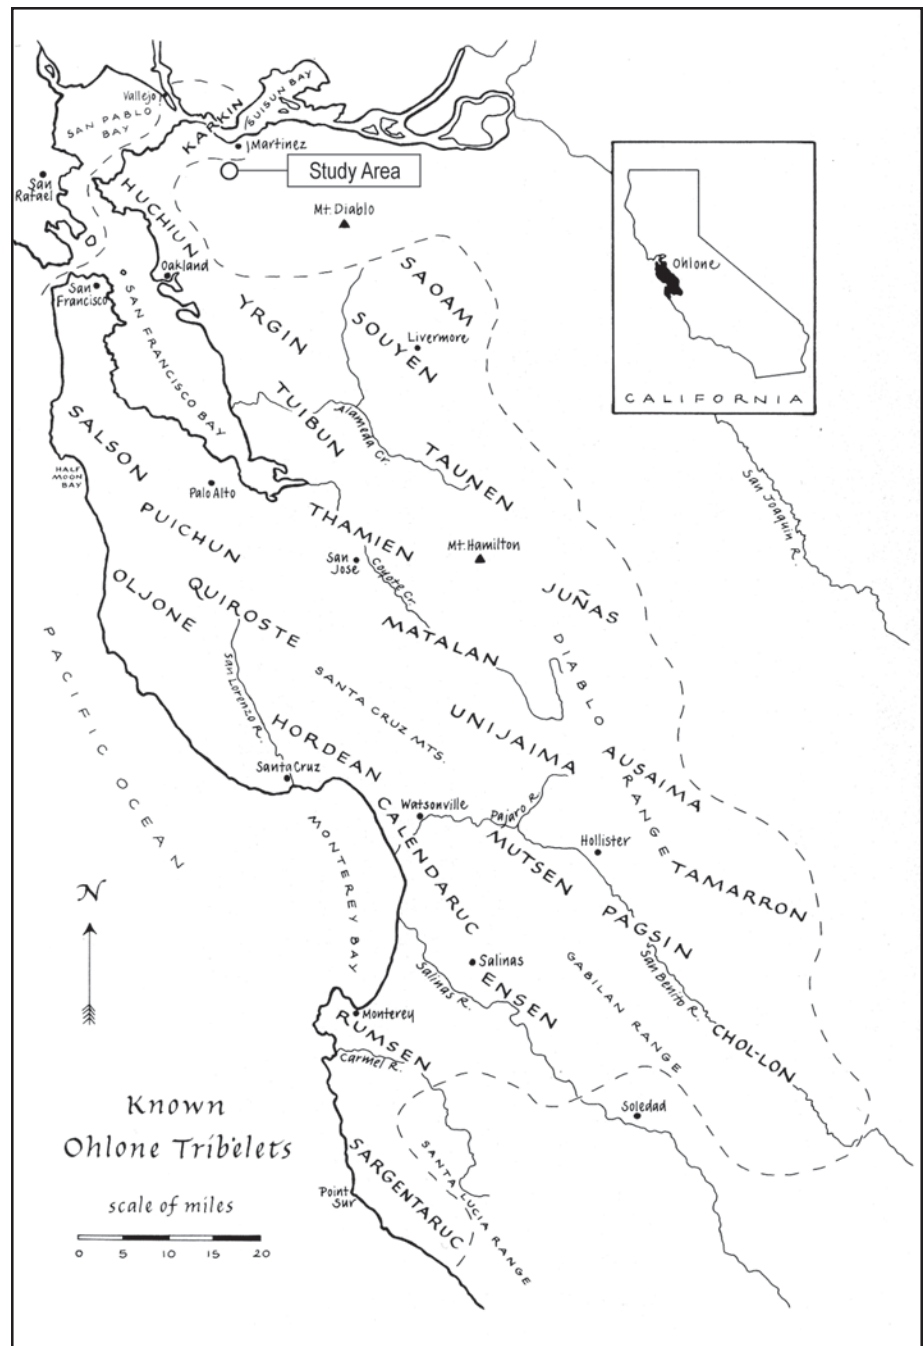 Vallejo
SAN PABLO
BAY
KARKIN
SUISUN BAY
Martinez
Study Area
San
Rafael
HUCHIUN
Mt. Diablo
Oakland
San
Francisco
SAN FRANCISCO BAY
YRGIN
SAOAM
SOUYEN
Livermore
Ohlone
CALIFORNIA
SALSON
TUIBUN
Alameda Cr.
TAUNEN
HALF
MOON
BAY
Palo Alto
San Joaquin R.
PUICHUN
THAMIEN
San
Jose
Coyote Cr.
Mt. Hamilton
OLJONE
QUIROSTE
JUÑAS
MATALAN
PACIFIC OCEAN
San Lorenzo R.
SANTA CRUZ MTS.
DIABLO RANGE
UNIJAIMA
HORDEAN
AUSAIMA
Santa Cruz
CALENDARUC
Watsonville
Pajaro R.
MUTSEN
Hollister
MONTEREY BAY
TAMARRON
PAGSIN
N
Salinas
Salinas R.
ENSEN
GABILAN RANGE
San Benito R.
Monterey
RUMSEN
Carmel R.
CHOL-LON
Known
Ohlone Tribelets
Soledad
SARGENTARUC
SANTA LUCIA RANGE
Point
Sur
scale of miles
0 5 10 15 20